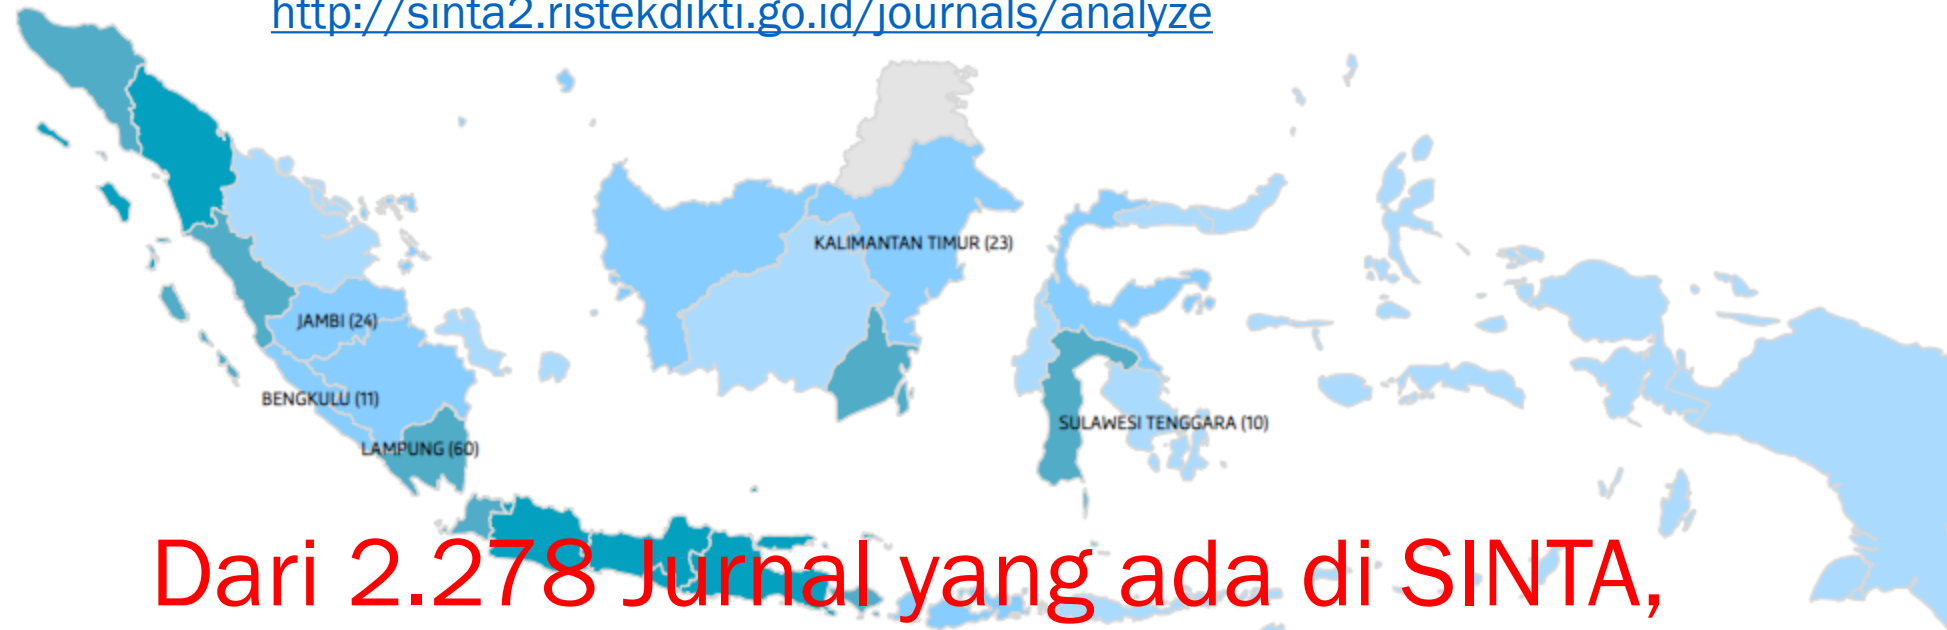 http://sinta2.ristekdikti.go.id/journals/analyze
KALIMANTAN TIMUR (23)
JAMBI (24)
BENGKULU (11)
SULAWESI TENGGARA (10)
LAMPUNG (60)
Dari 2.278 Jurnal yang ada di SINTA,